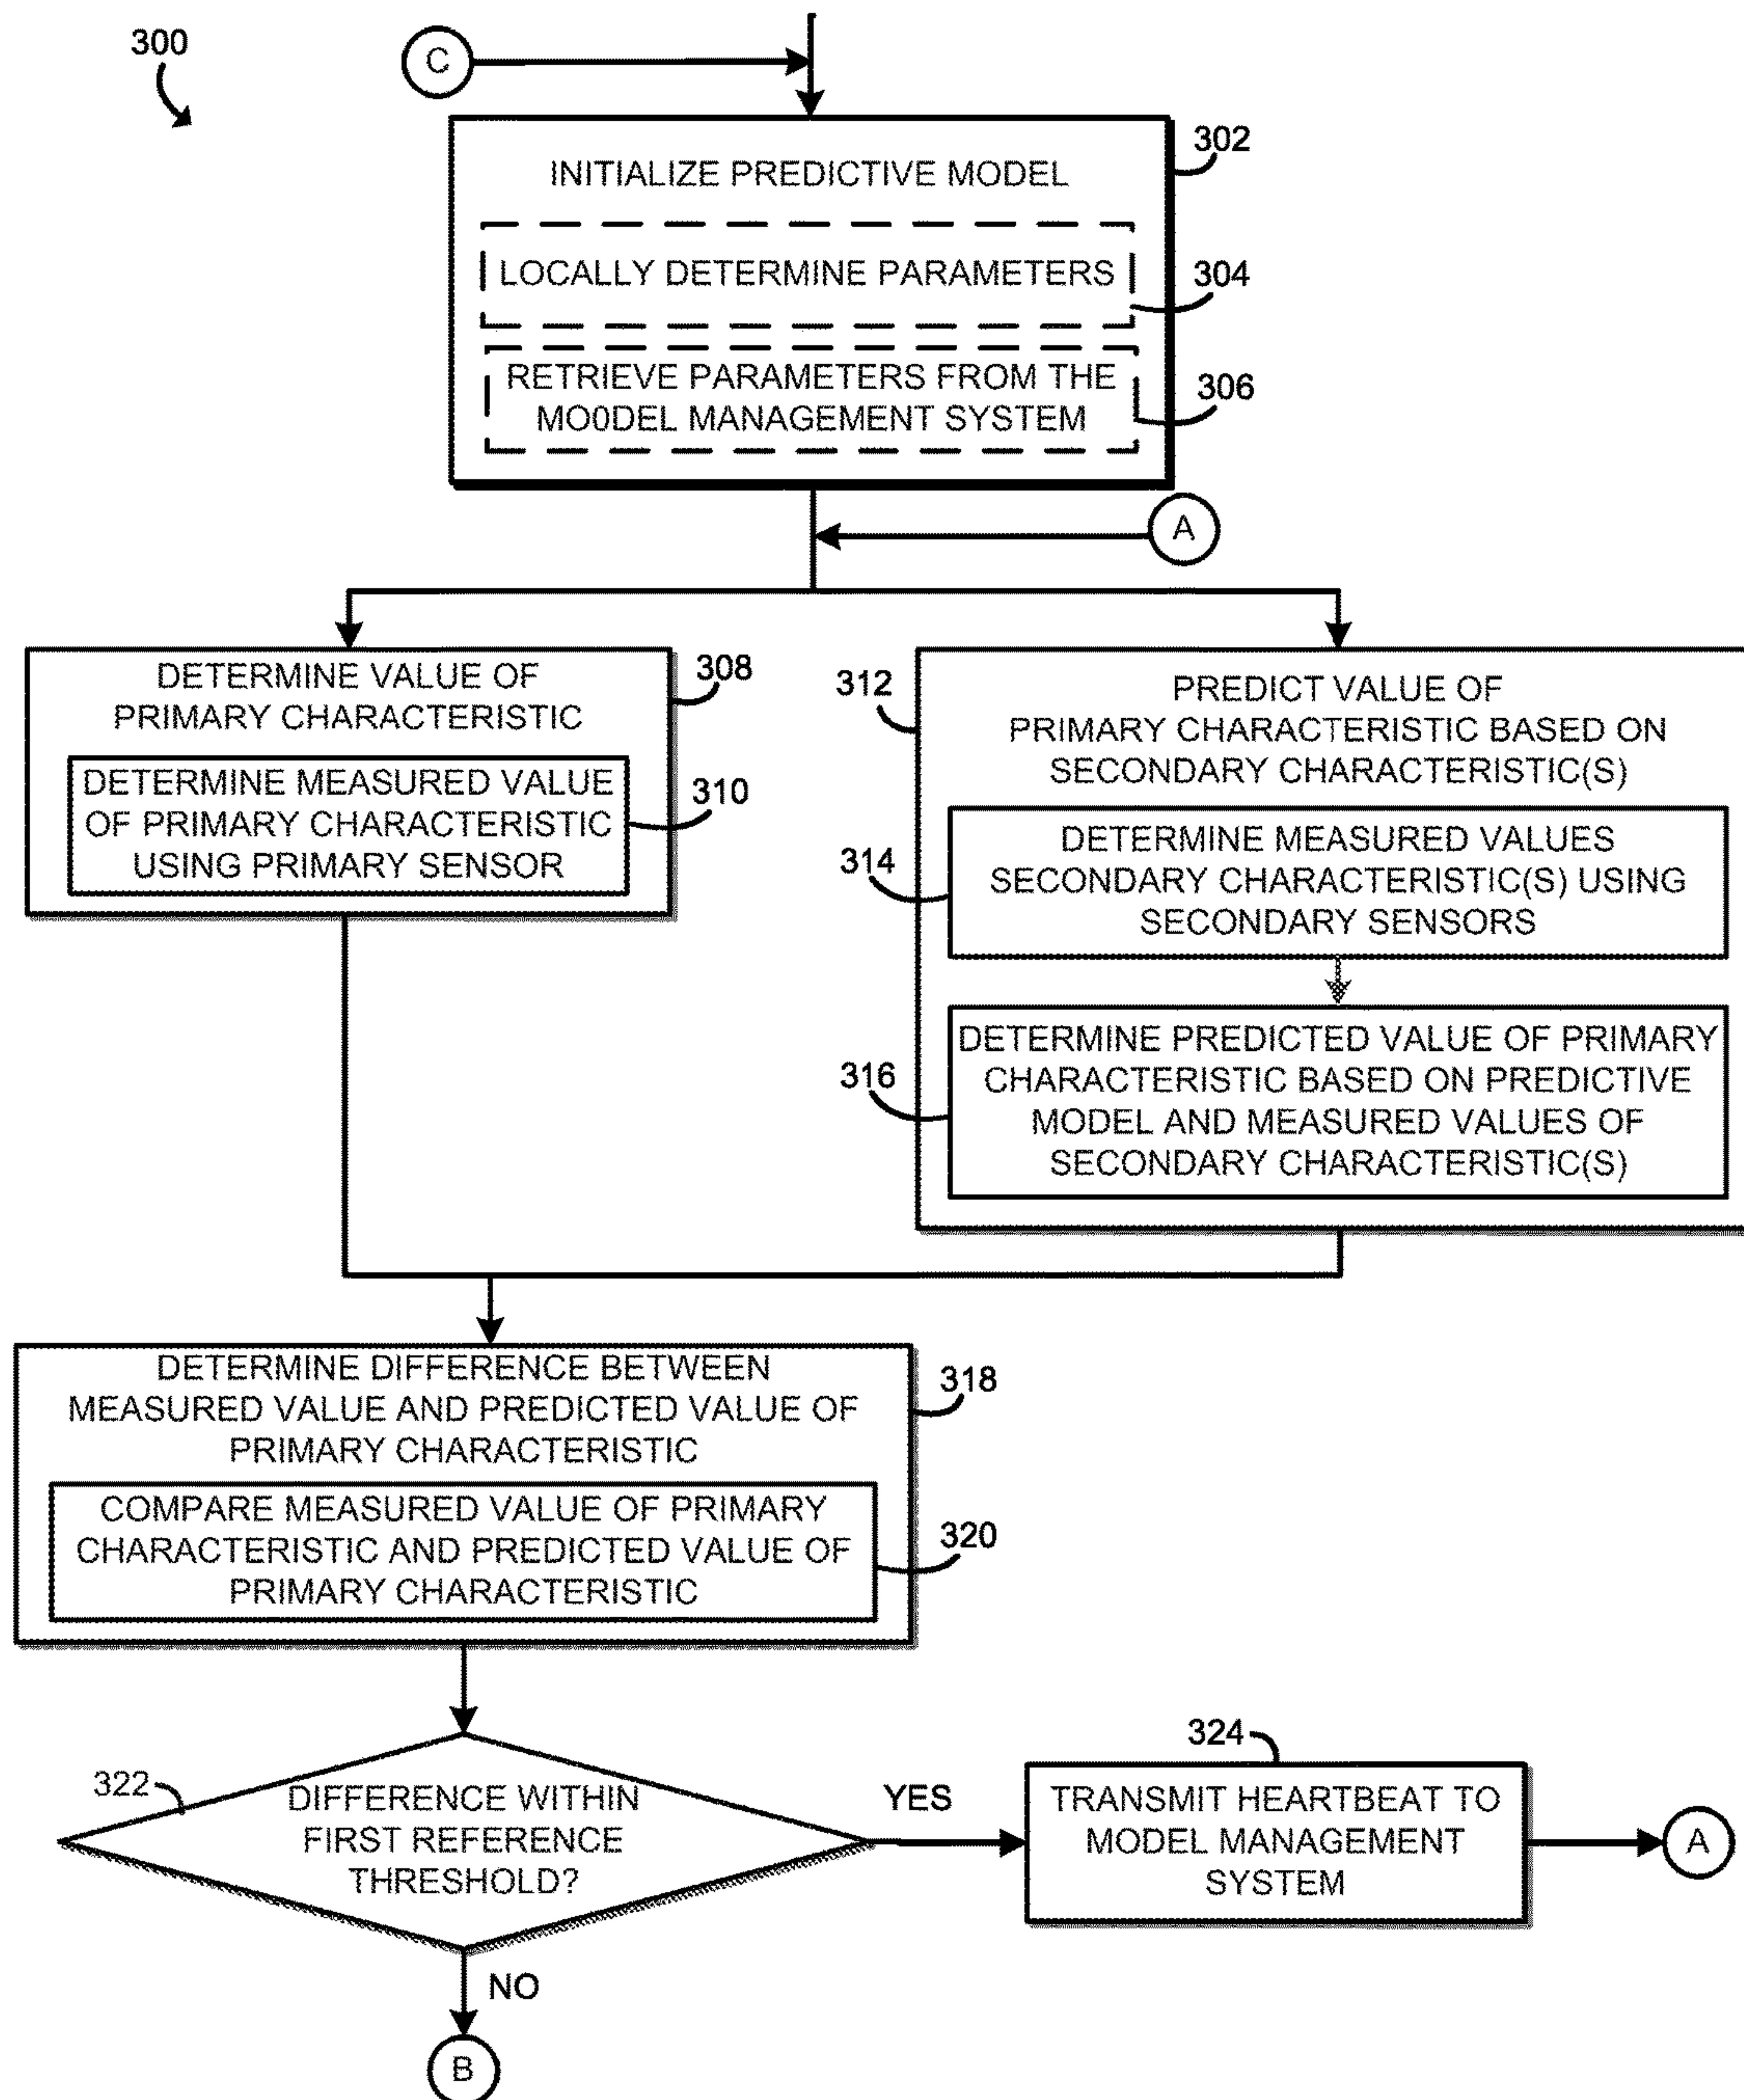 300
C
302
INITIALIZE PREDICTIVE MODEL
LOCALLY DETERMINE PARAMETERS
304
RETRIEVE PARAMETERS FROM THE
MO0DEL MANAGEMENT SYSTEM
306
A
DETERMINE VALUE OF
PRIMARY CHARACTERISTIC
308
DETERMINE MEASURED VALUE
OF PRIMARY CHARACTERISTIC
USING PRIMARY SENSOR
310
312
PREDICT VALUE OF
PRIMARY CHARACTERISTIC BASED ON
SECONDARY CHARACTERISTIC(S)
314
DETERMINE MEASURED VALUES
SECONDARY CHARACTERISTIC(S) USING
SECONDARY SENSORS
316
DETERMINE PREDICTED VALUE OF PRIMARY
CHARACTERISTIC BASED ON PREDICTIVE
MODEL AND MEASURED VALUES OF
SECONDARY CHARACTERISTIC(S)
DETERMINE DIFFERENCE BETWEEN
MEASURED VALUE AND PREDICTED VALUE OF
PRIMARY CHARACTERISTIC
318
COMPARE MEASURED VALUE OF PRIMARY
CHARACTERISTIC AND PREDICTED VALUE OF
PRIMARY CHARACTERISTIC
320
322
DIFFERENCE WITHIN
FIRST REFERENCE
THRESHOLD?
YES
324
TRANSMIT HEARTBEAT TO
MODEL MANAGEMENT
SYSTEM
A
NO
B